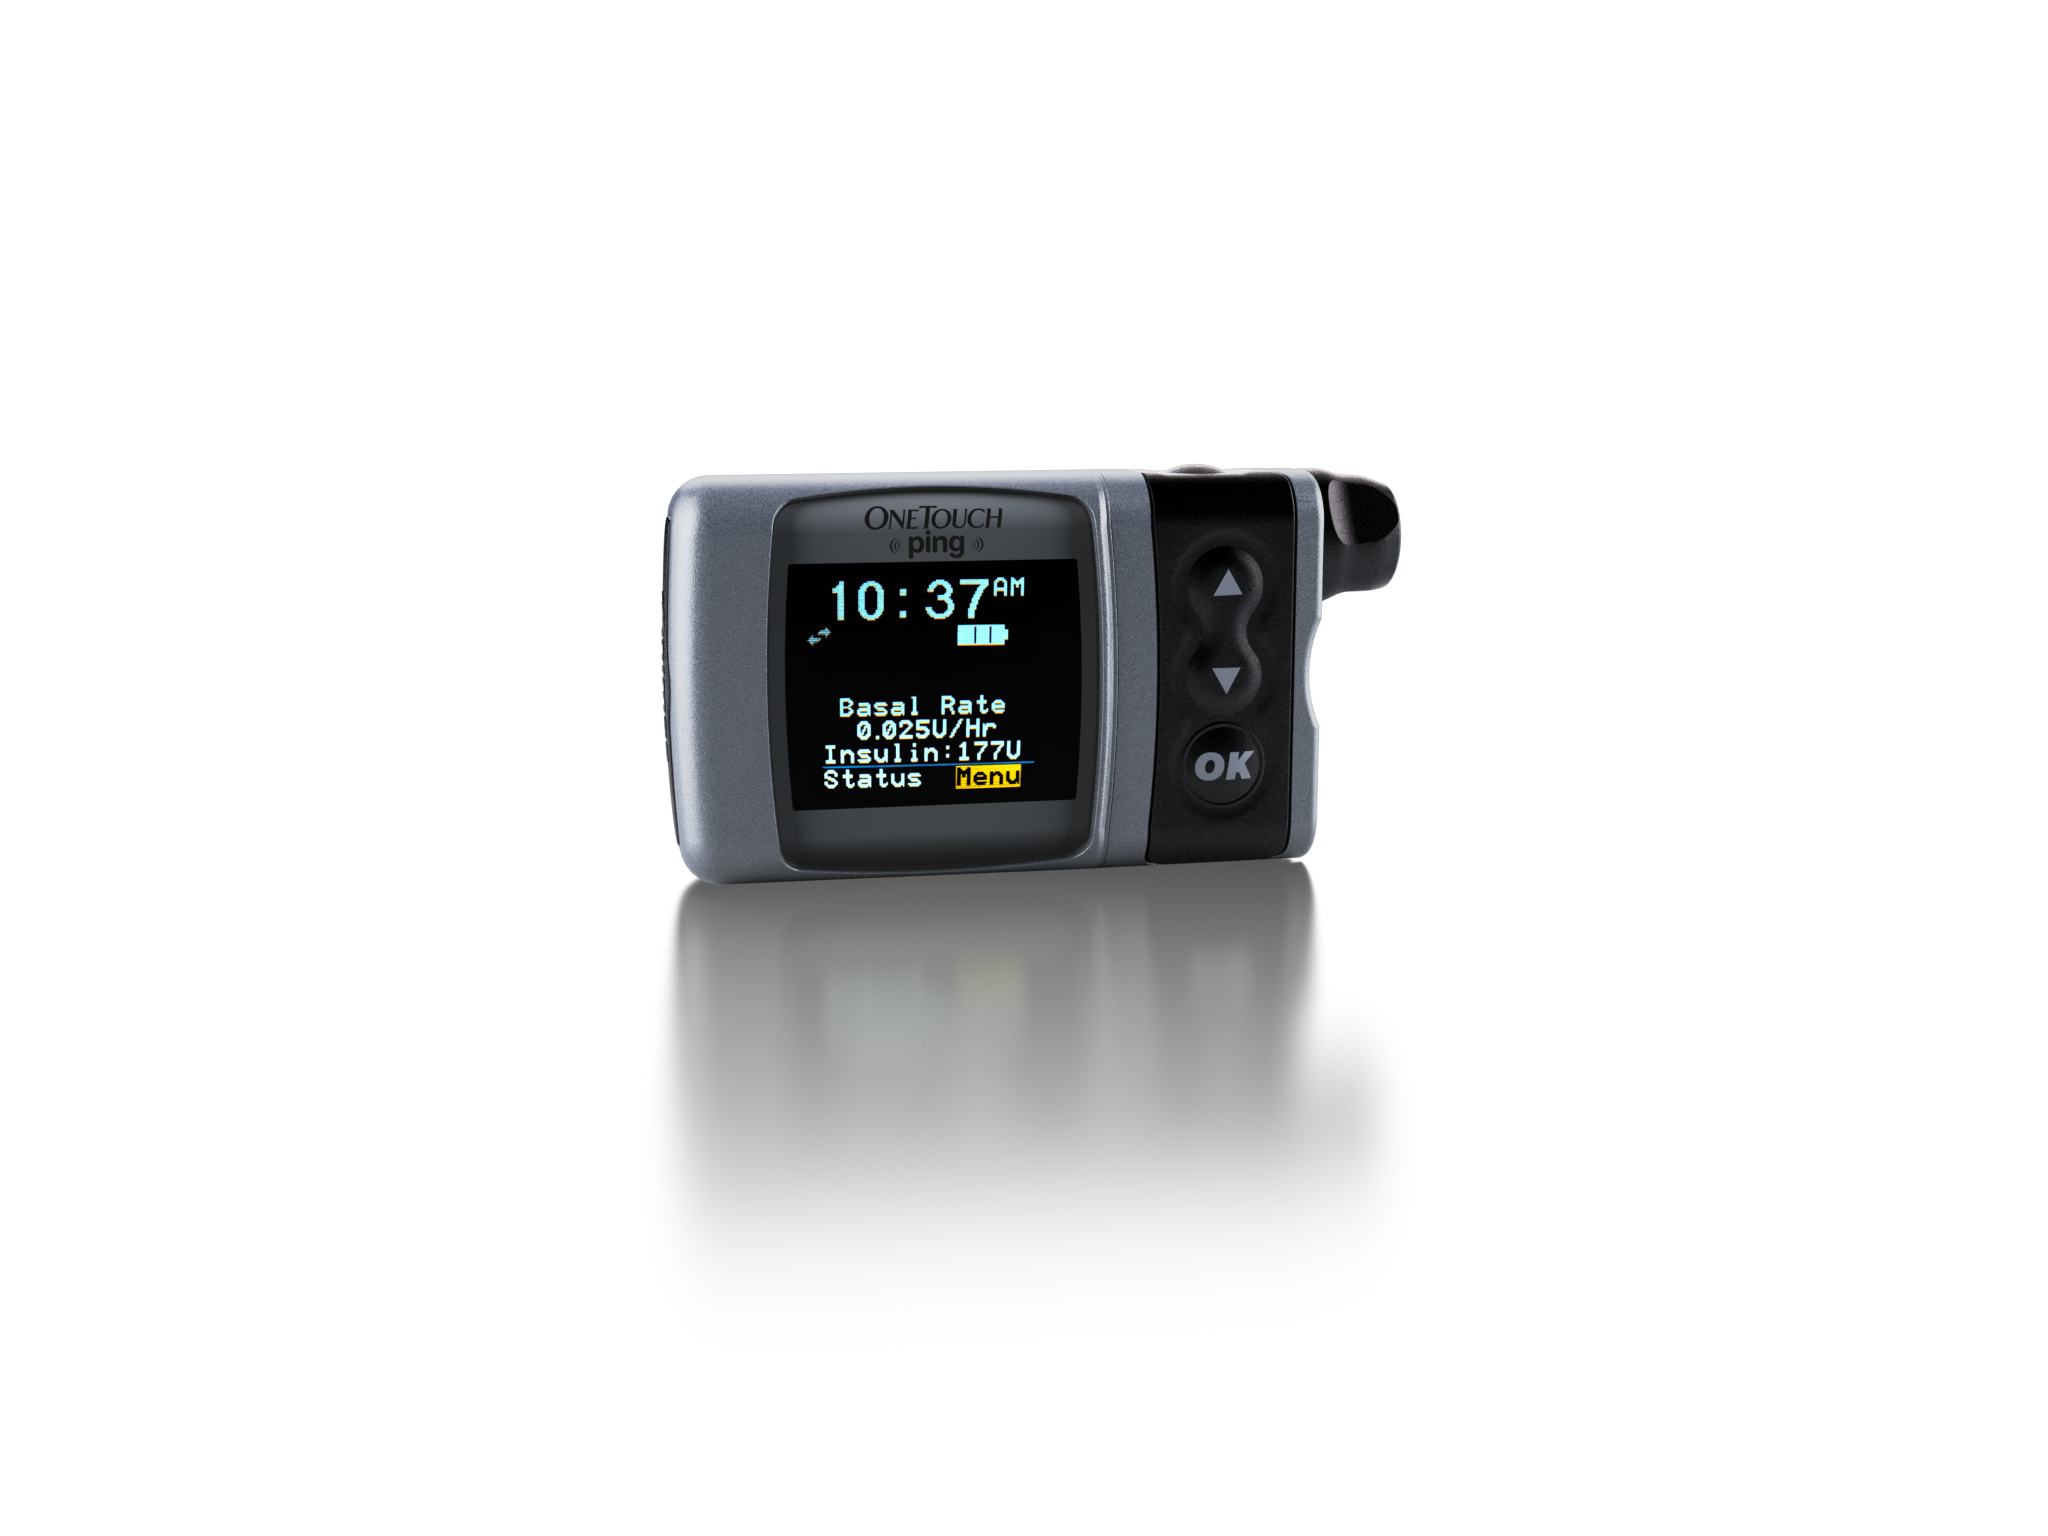 ONETOUCH
ping
10:37AM
Basal Rate
0.025U/Hr
Insulin:177U
Status Menu
OK